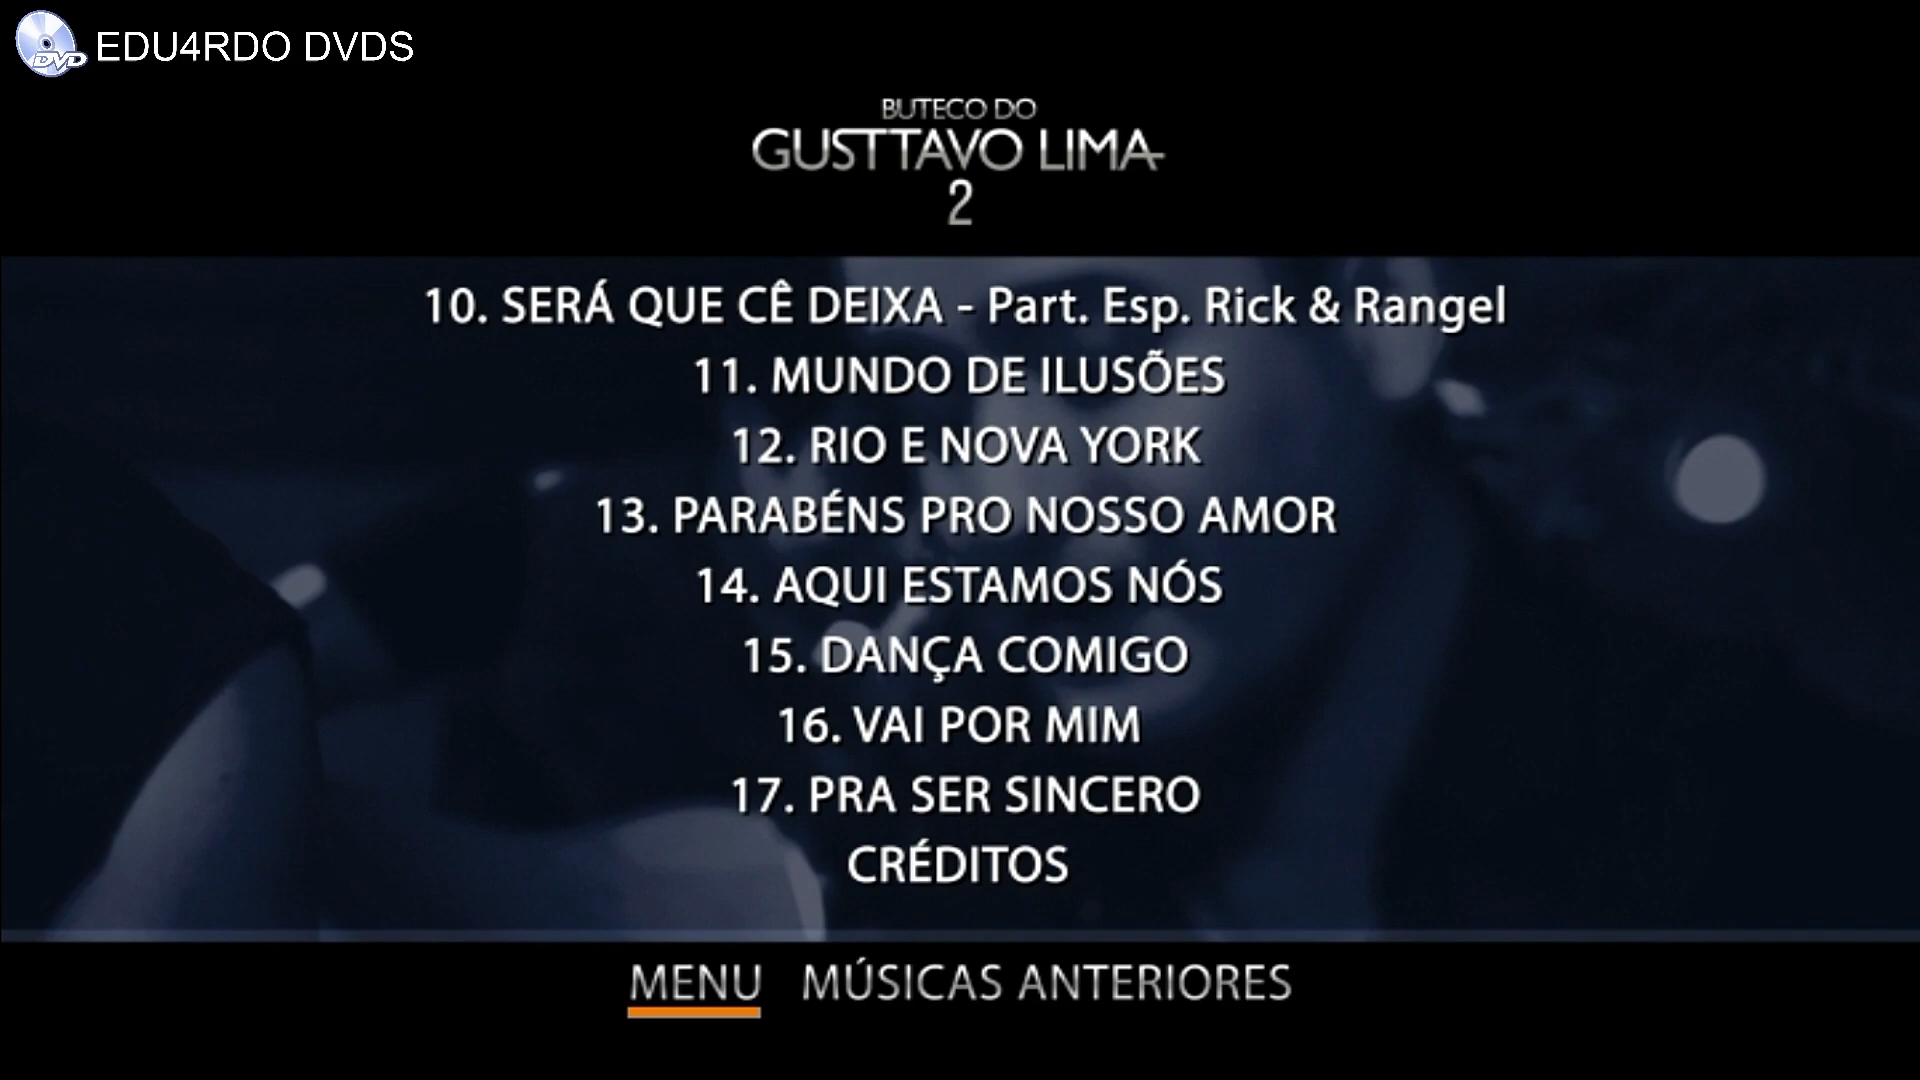 DVD EDU4RDO DVDS
BUTECO DO
GUSTTAVO LIMA
2
10. SERÁ QUE CÊ DEIXA - Part. Esp. Rick & Rangel
11. MUNDO DE ILUSÕES
12. RIO E NOVA YORK
13. PARABÉNS PRO NOSSO AMOR
14. AQUI ESTAMOS NÓS
15. DANÇA COMIGO
16. VAI POR MIM
17. PRA SER SINCERO
CRÉDITOS
MENU MÚSICAS ANTERIORES